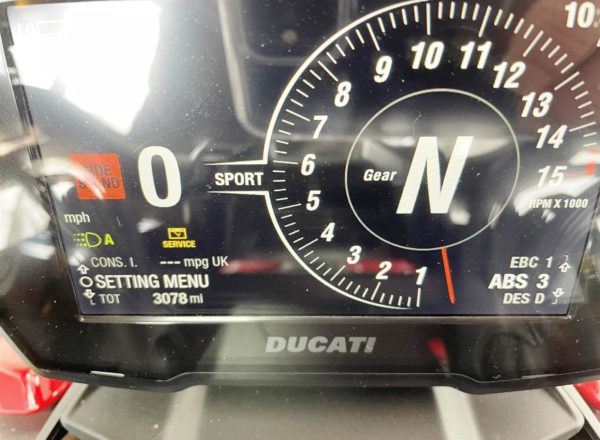 LO
10:
11
10
9
12
8
13
7
14
SIDE
STAND
0
SPORT
6
Gear
N
15
5
RPM X 1000
mph
4
A
SERVICE
3
2
1
CONS. I. --- mpg UK
EBC 1
SETTING MENU
ABS 3
TOT 3078 mi
DES D
DUCATI